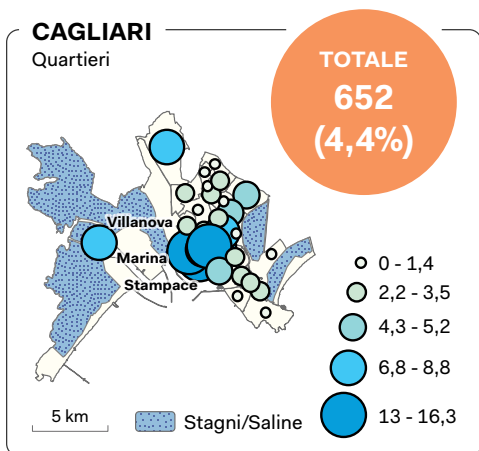 CAGLIARI
Quartieri
TOTALE
652
(4,4%)
Villanova
Marina
Stampace
0 - 1,4
2,2 - 3,5
4,3 - 5,2
6,8 - 8,8
13 - 16,3
5 km
Stagni/Saline